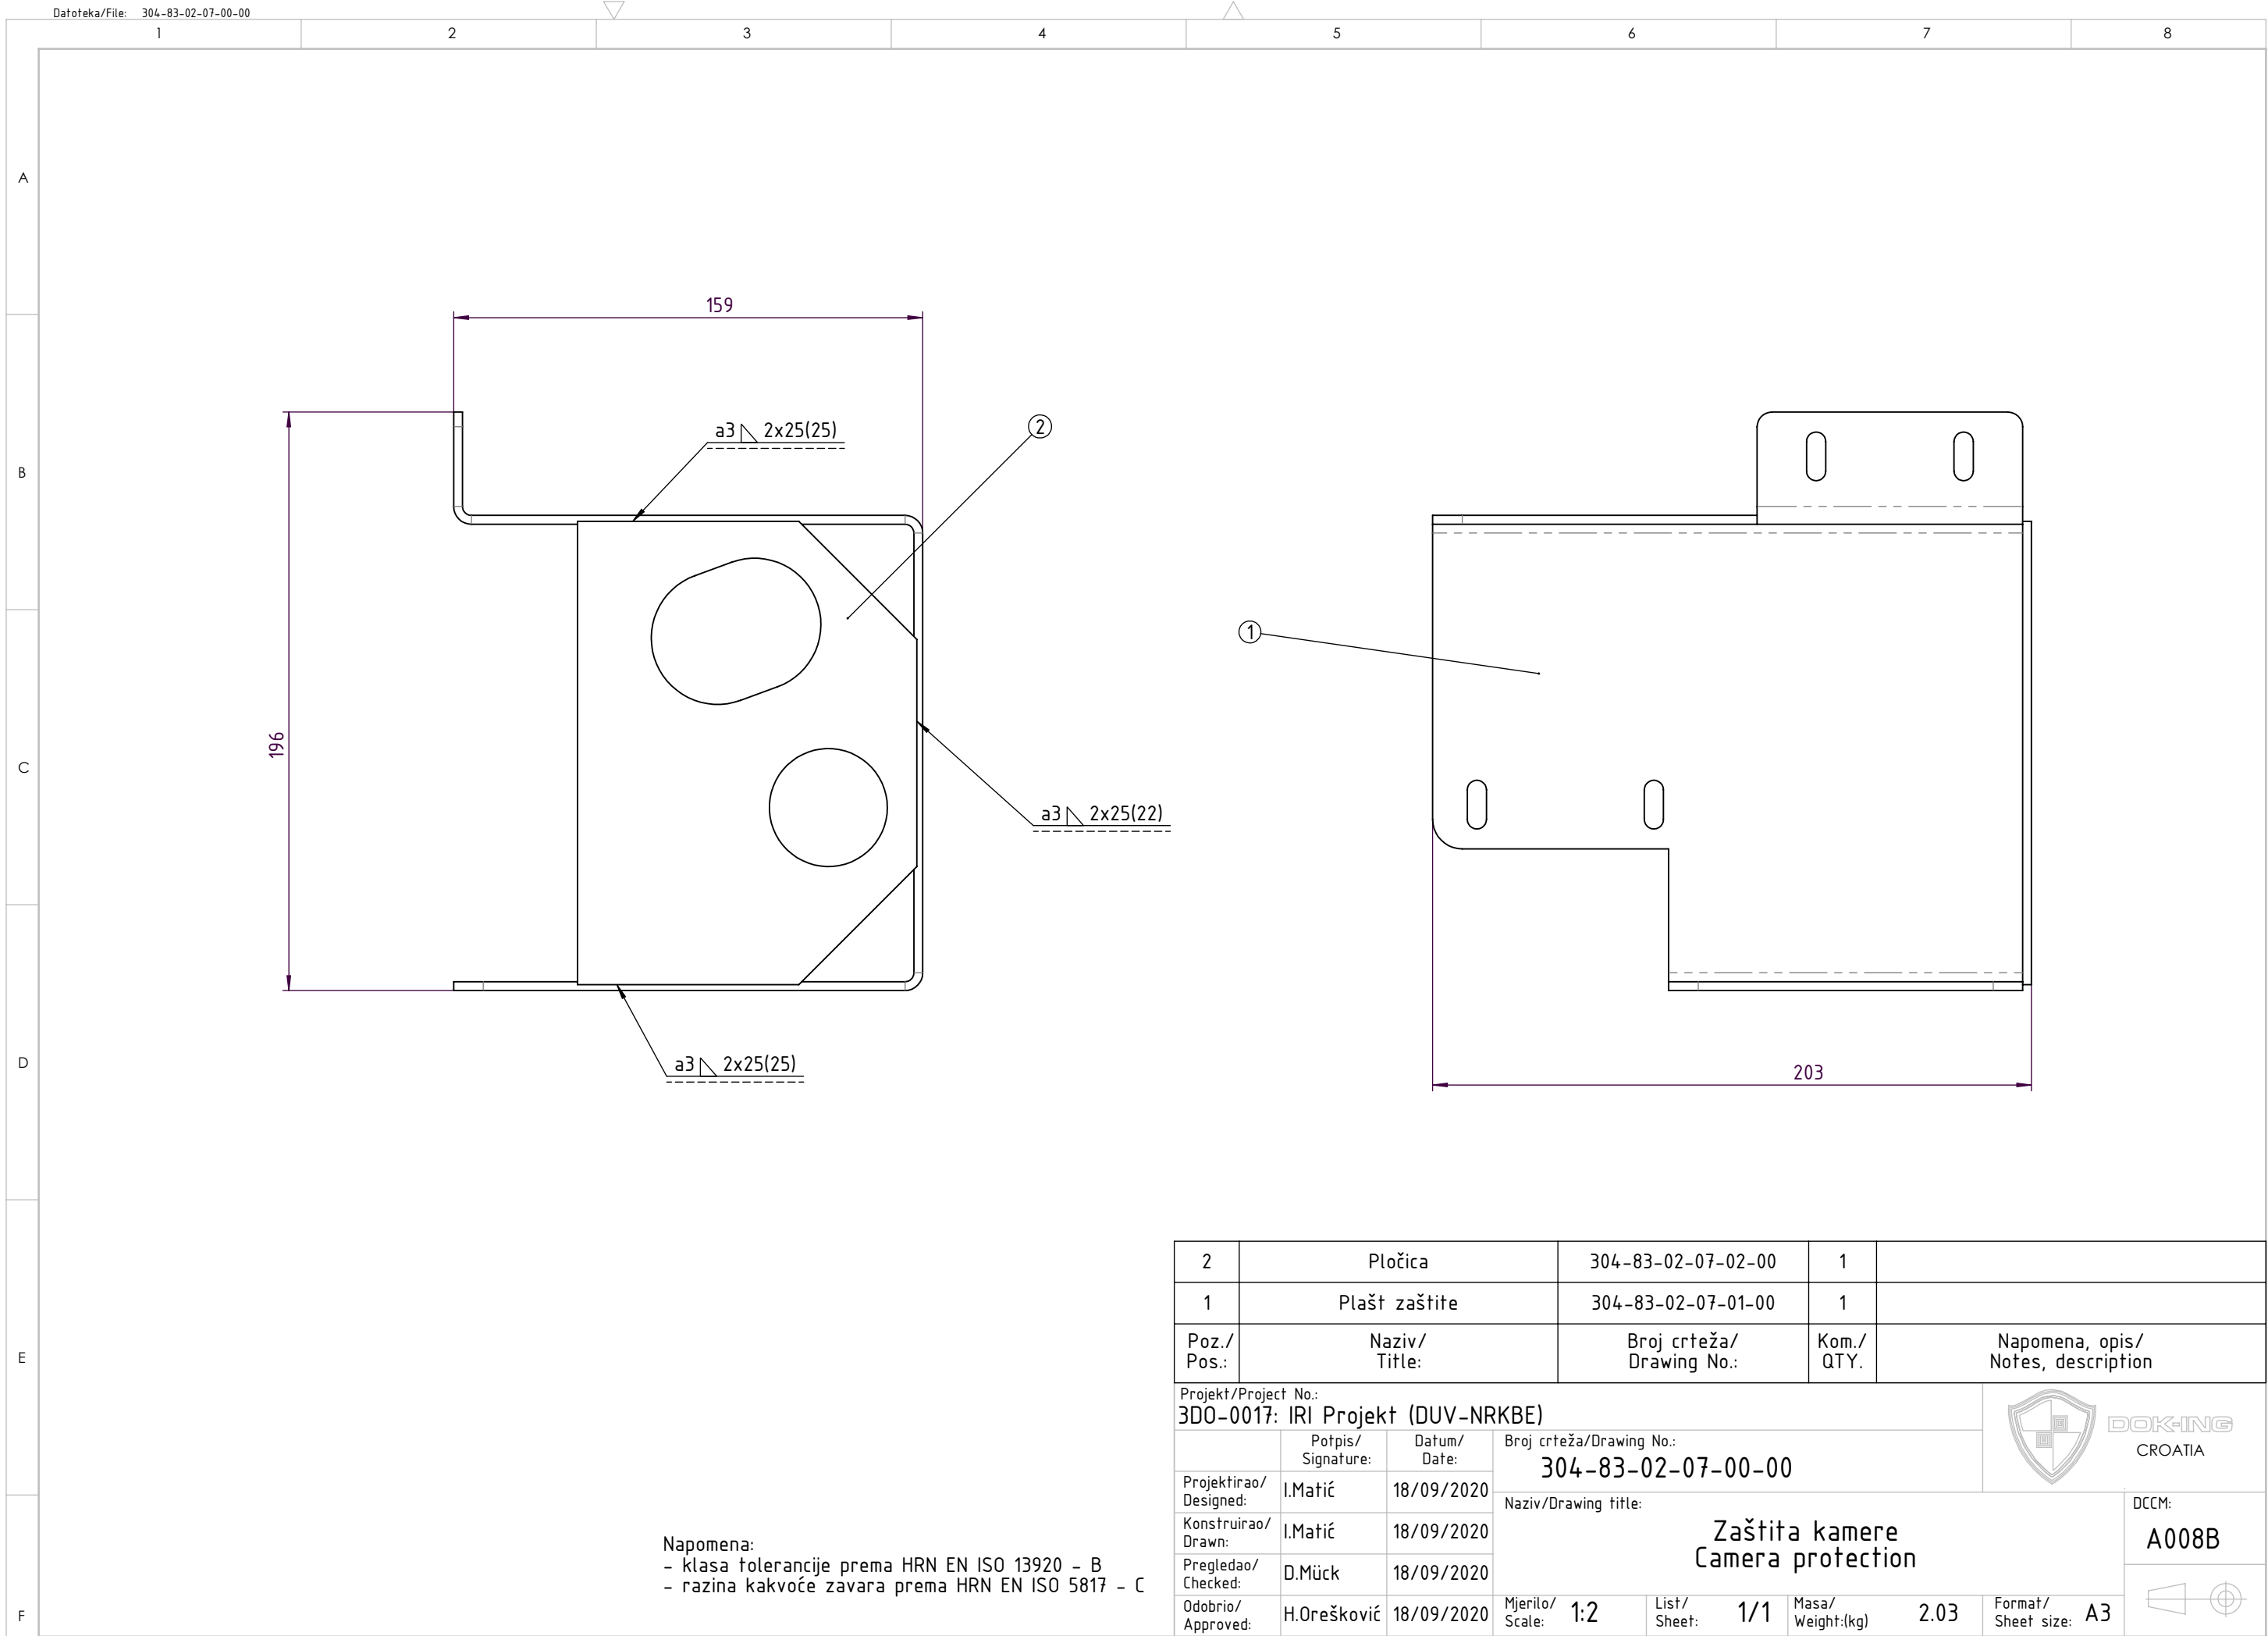 Datoteka/File: 304-83-02-07-00-00
1 2 3 4 5 6 7 8
A
B
C
D
E
F
159
196
a3 2x25(25)
2
a3 2x25(22)
a3 2x25(25)
1
203
2 Pločica 304-83-02-07-02-00 1
1 Plašt zaštite 304-83-02-07-01-00 1
Poz./ Naziv/ Broj crteža/ Kom./ Napomena, opis/
Pos.: Title: Drawing No.: QTY. Notes, description
Projekt/Project No.:
3DO-0017: IRI Projekt (DUV-NRKBE)
DOK-ING
CROATIA
Potpis/ Datum/
Signature: Date:
Broj crteža/Drawing No.:
304-83-02-07-00-00
Projektirao/
Designed: I.Matić 18/09/2020
Konstruirao/
Drawn: I.Matić 18/09/2020
Pregledao/
Checked: D.Mück 18/09/2020
Odobrio/
Approved: H.Orešković 18/09/2020
Naziv/Drawing title:
Zaštita kamere
Camera protection
DCCM:
A008B
Mjerilo/
Scale: 1:2
List/
Sheet: 1/1
Masa/
Weight:(kg) 2.03
Format/
Sheet size: A3
Napomena:
- klasa tolerancije prema HRN EN ISO 13920 - B
- razina kakvoće zavara prema HRN EN ISO 5817 - C